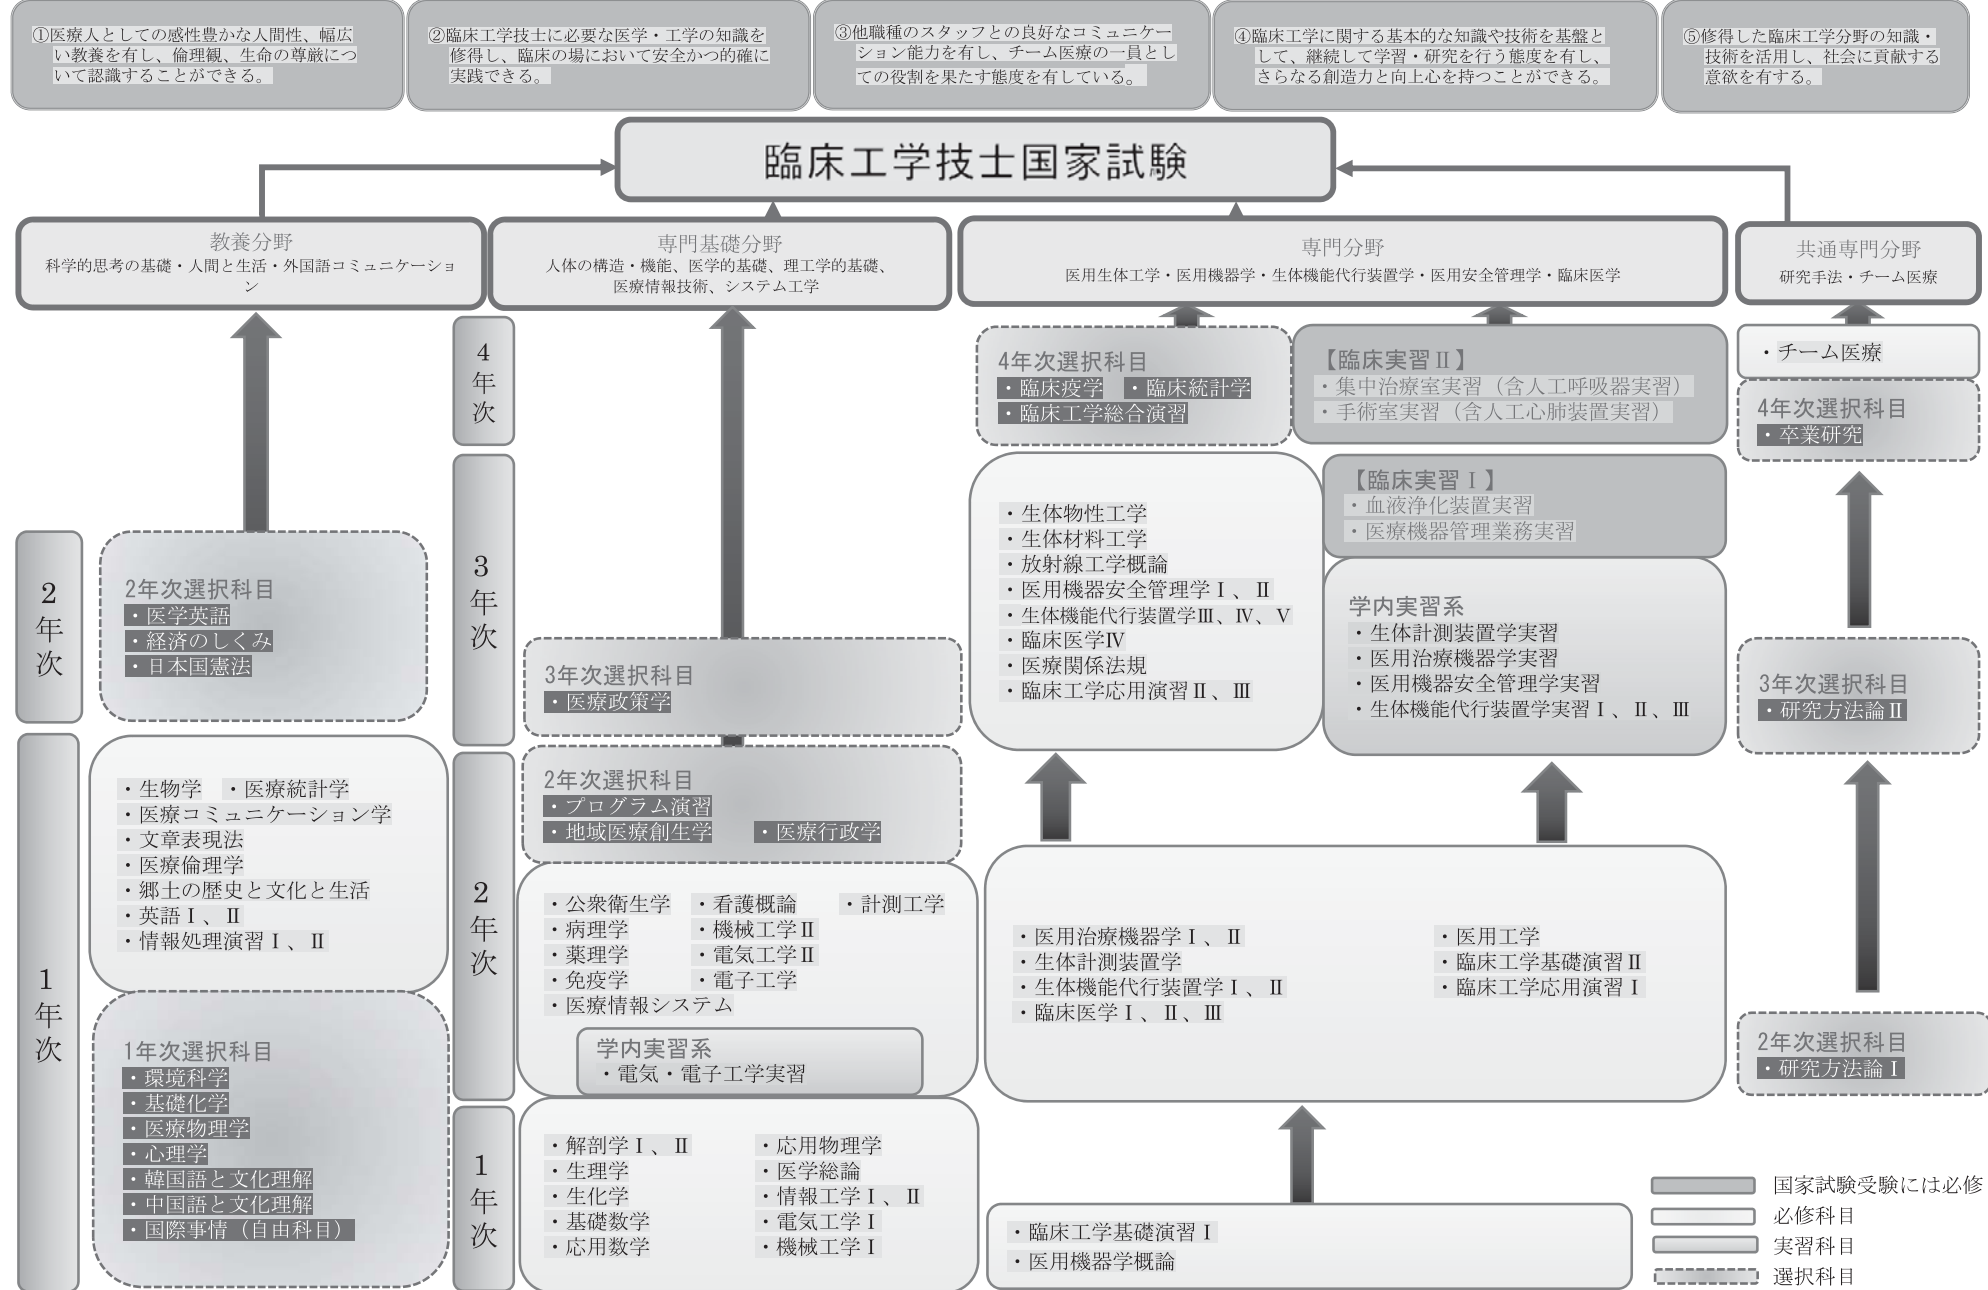 ①医療人としての感性豊かな人間性、幅広
い教養を有し、倫理観、生命の尊厳につ
いて認識することができる。
②臨床工学技士に必要な医学・工学の知識を
修得し、臨床の場において安全かつ的確に
実践できる。
③他職種のスタッフとの良好なコミュニケー
ション能力を有し、チーム医療の一員とし
ての役割を果たす態度を有している。
④臨床工学に関する基本的な知識や技術を基盤と
して、継続して学習・研究を行う態度を有し、
さらなる創造力と向上心を持つことができる。
⑤修得した臨床工学分野の知識・
技術を活用し、社会に貢献する
意欲を有する。
臨床工学技士国家試験
教養分野
科学的思考の基礎・人間と生活・外国語コミュニケーショ
ン
専門基礎分野
人体の構造・機能、医学的基礎、理工学的基礎、
医療情報技術、システム工学
専門分野
医用生体工学・医用機器学・生体機能代行装置学・医用安全管理学・臨床医学
共通専門分野
研究手法・チーム医療
2年次
2年次選択科目
・医学英語
・経済のしくみ
・日本国憲法
1年次
・生物学 ・医療統計学
・医療コミュニケーション学
・文章表現法
・医療倫理学
・郷土の歴史と文化と生活
・英語Ⅰ、Ⅱ
・情報処理演習Ⅰ、Ⅱ
1年次選択科目
・環境科学
・基礎化学
・医療物理学
・心理学
・韓国語と文化理解
・中国語と文化理解
・国際事情（自由科目）
4年次
3年次
3年次選択科目
・医療政策学
2年次選択科目
・プログラム演習
・地域医療創生学 ・医療行政学
2年次
・公衆衛生学 ・看護概論 ・計測工学
・病理学 ・機械工学Ⅱ
・薬理学 ・電気工学Ⅱ
・免疫学 ・電子工学
・医療情報システム
学内実習系
・電気・電子工学実習
1年次
・解剖学Ⅰ、Ⅱ ・応用物理学
・生理学 ・医学総論
・生化学 ・情報工学Ⅰ、Ⅱ
・基礎数学 ・電気工学Ⅰ
・応用数学 ・機械工学Ⅰ
4年次選択科目
・臨床疫学 ・臨床統計学
・臨床工学総合演習
【臨床実習Ⅱ】
・集中治療室実習（含人工呼吸器実習）
・手術室実習（含人工心肺装置実習）
・生体物性工学
・生体材料工学
・放射線工学概論
・医用機器安全管理学Ⅰ、Ⅱ
・生体機能代行装置学Ⅲ、Ⅳ、Ⅴ
・臨床医学Ⅳ
・医療関係法規
・臨床工学応用演習Ⅱ、Ⅲ
【臨床実習Ⅰ】
・血液浄化装置実習
・医療機器管理業務実習
学内実習系
・生体計測装置学実習
・医用治療機器学実習
・医用機器安全管理学実習
・生体機能代行装置学実習Ⅰ、Ⅱ、Ⅲ
・医用治療機器学Ⅰ、Ⅱ ・医用工学
・生体計測装置学 ・臨床工学基礎演習Ⅱ
・生体機能代行装置学Ⅰ、Ⅱ ・臨床工学応用演習Ⅰ
・臨床医学Ⅰ、Ⅱ、Ⅲ
・臨床工学基礎演習Ⅰ
・医用機器学概論
・チーム医療
4年次選択科目
・卒業研究
3年次選択科目
・研究方法論Ⅱ
2年次選択科目
・研究方法論Ⅰ
国家試験受験には必修
必修科目
実習科目
選択科目